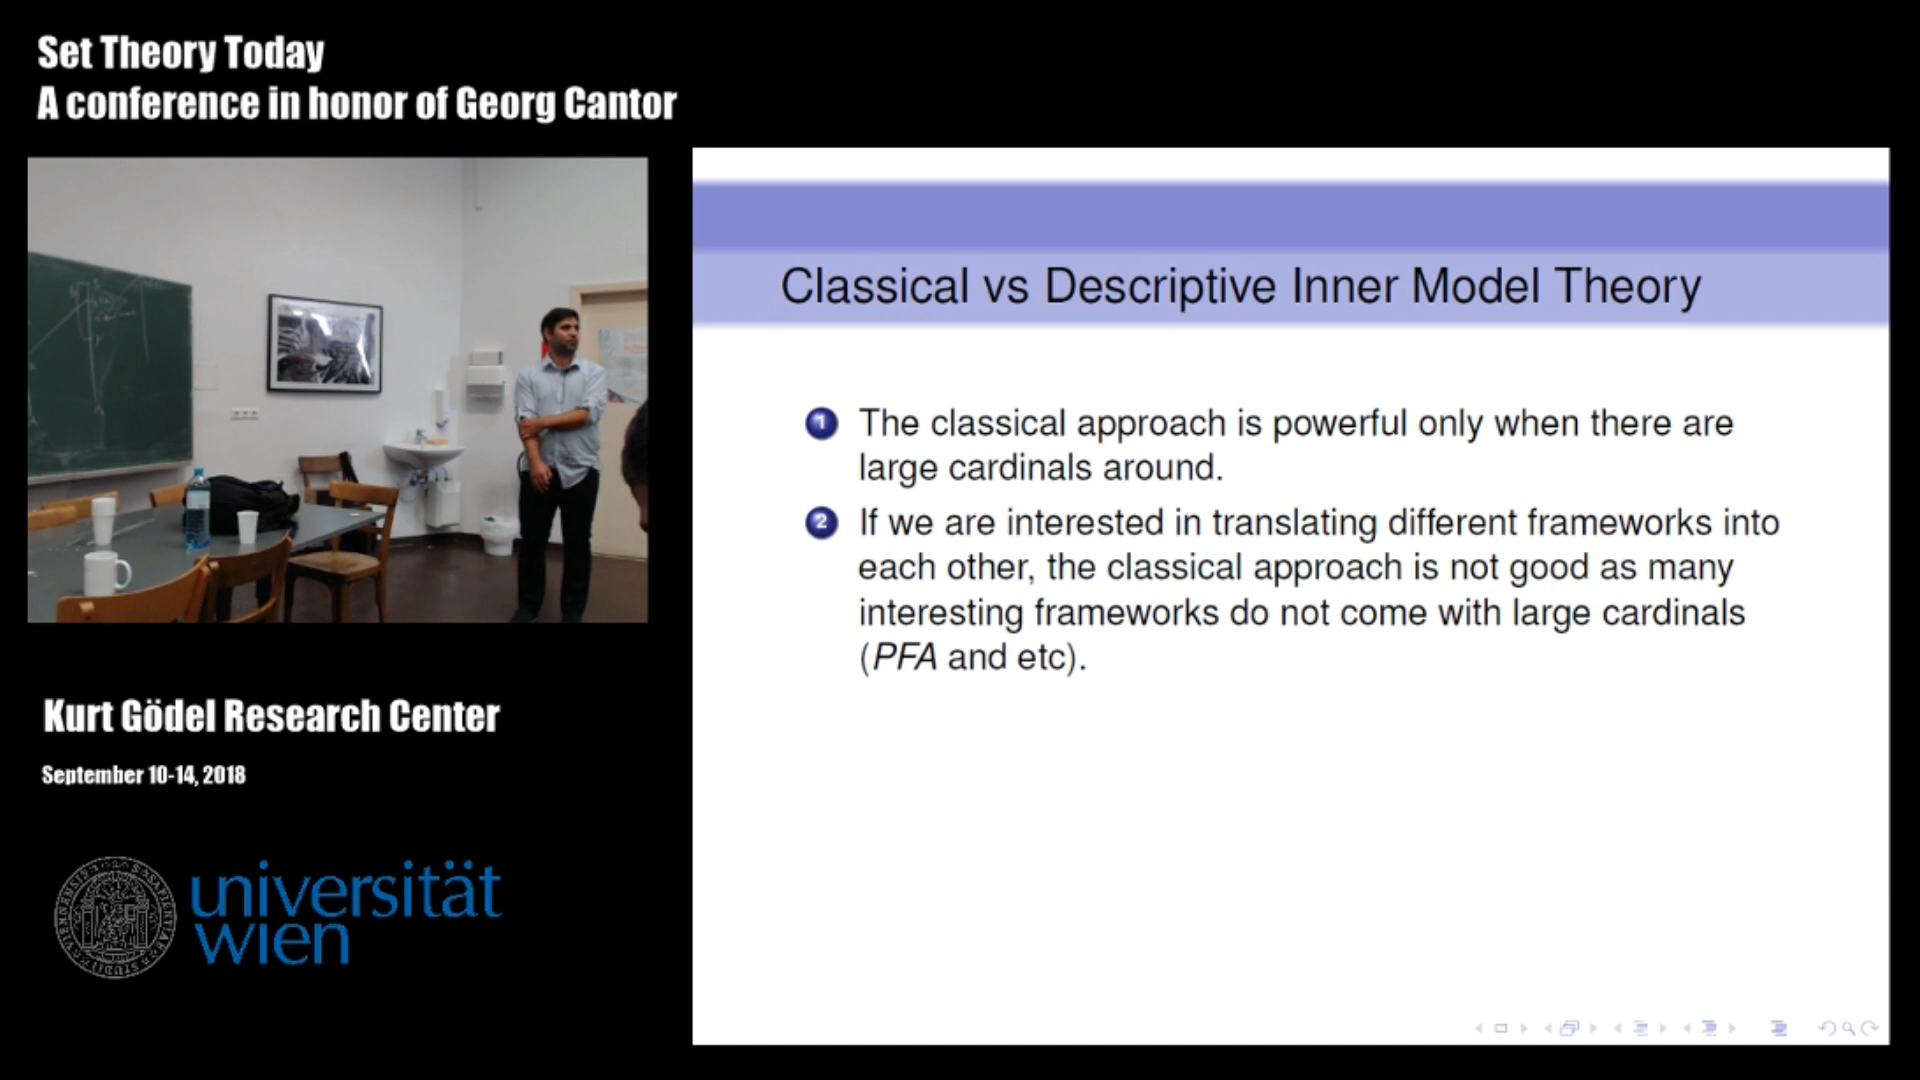 Set Theory Today
A conference in honor of Georg Cantor
Classical vs Descriptive Inner Model Theory
1 The classical approach is powerful only when there are
large cardinals around.
2 If we are interested in translating different frameworks into
each other, the classical approach is not good as many
interesting frameworks do not come with large cardinals
(PFA and etc).
Kurt Gödel Research Center
September 10-14, 2018
universität
wien